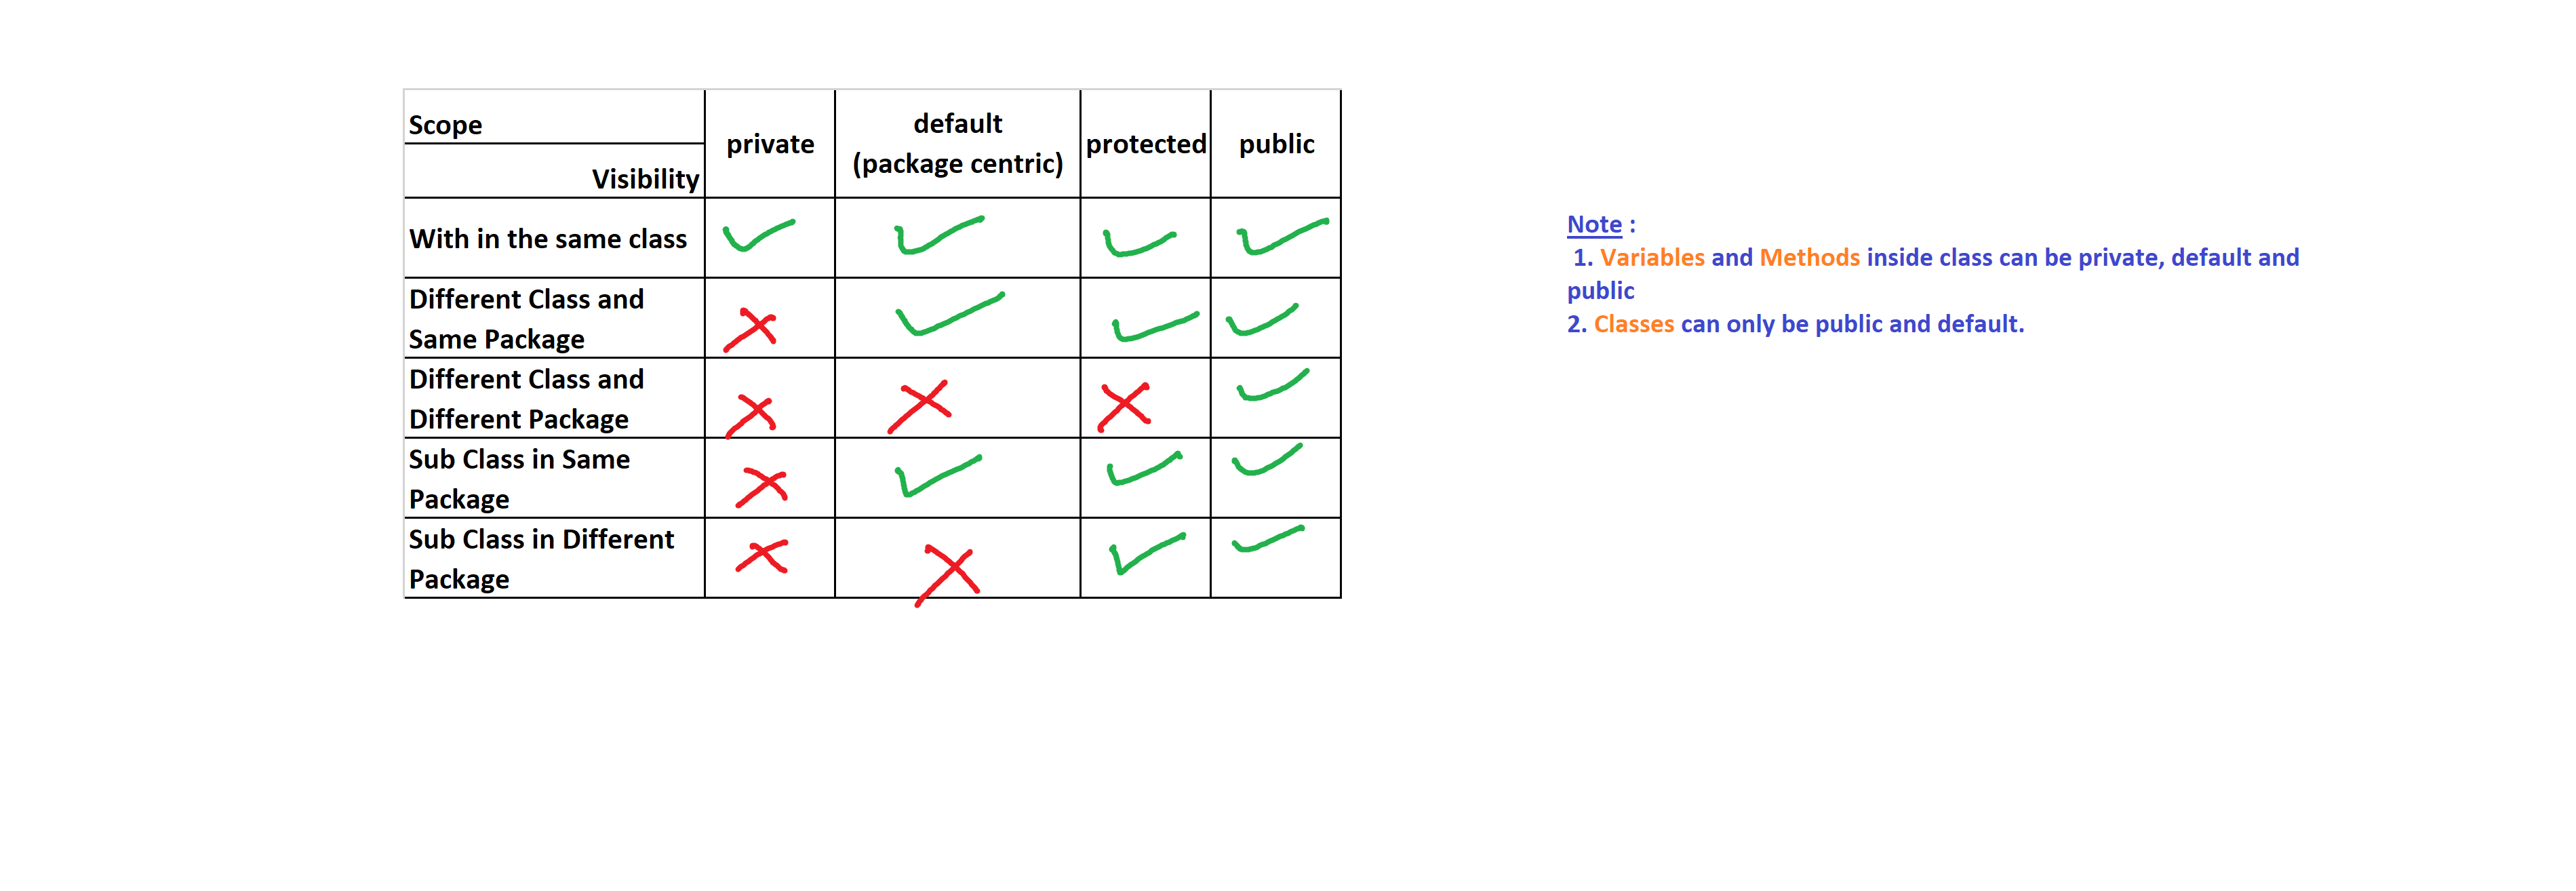 Scope
Visibility
private
default
(package centric)
protected
public
With in the same class
Different Class and
Same Package
Different Class and
Different Package
Sub Class in Same
Package
Sub Class in Different
Package
Note :
1. Variables and Methods inside class can be private, default and
public
2. Classes can only be public and default.